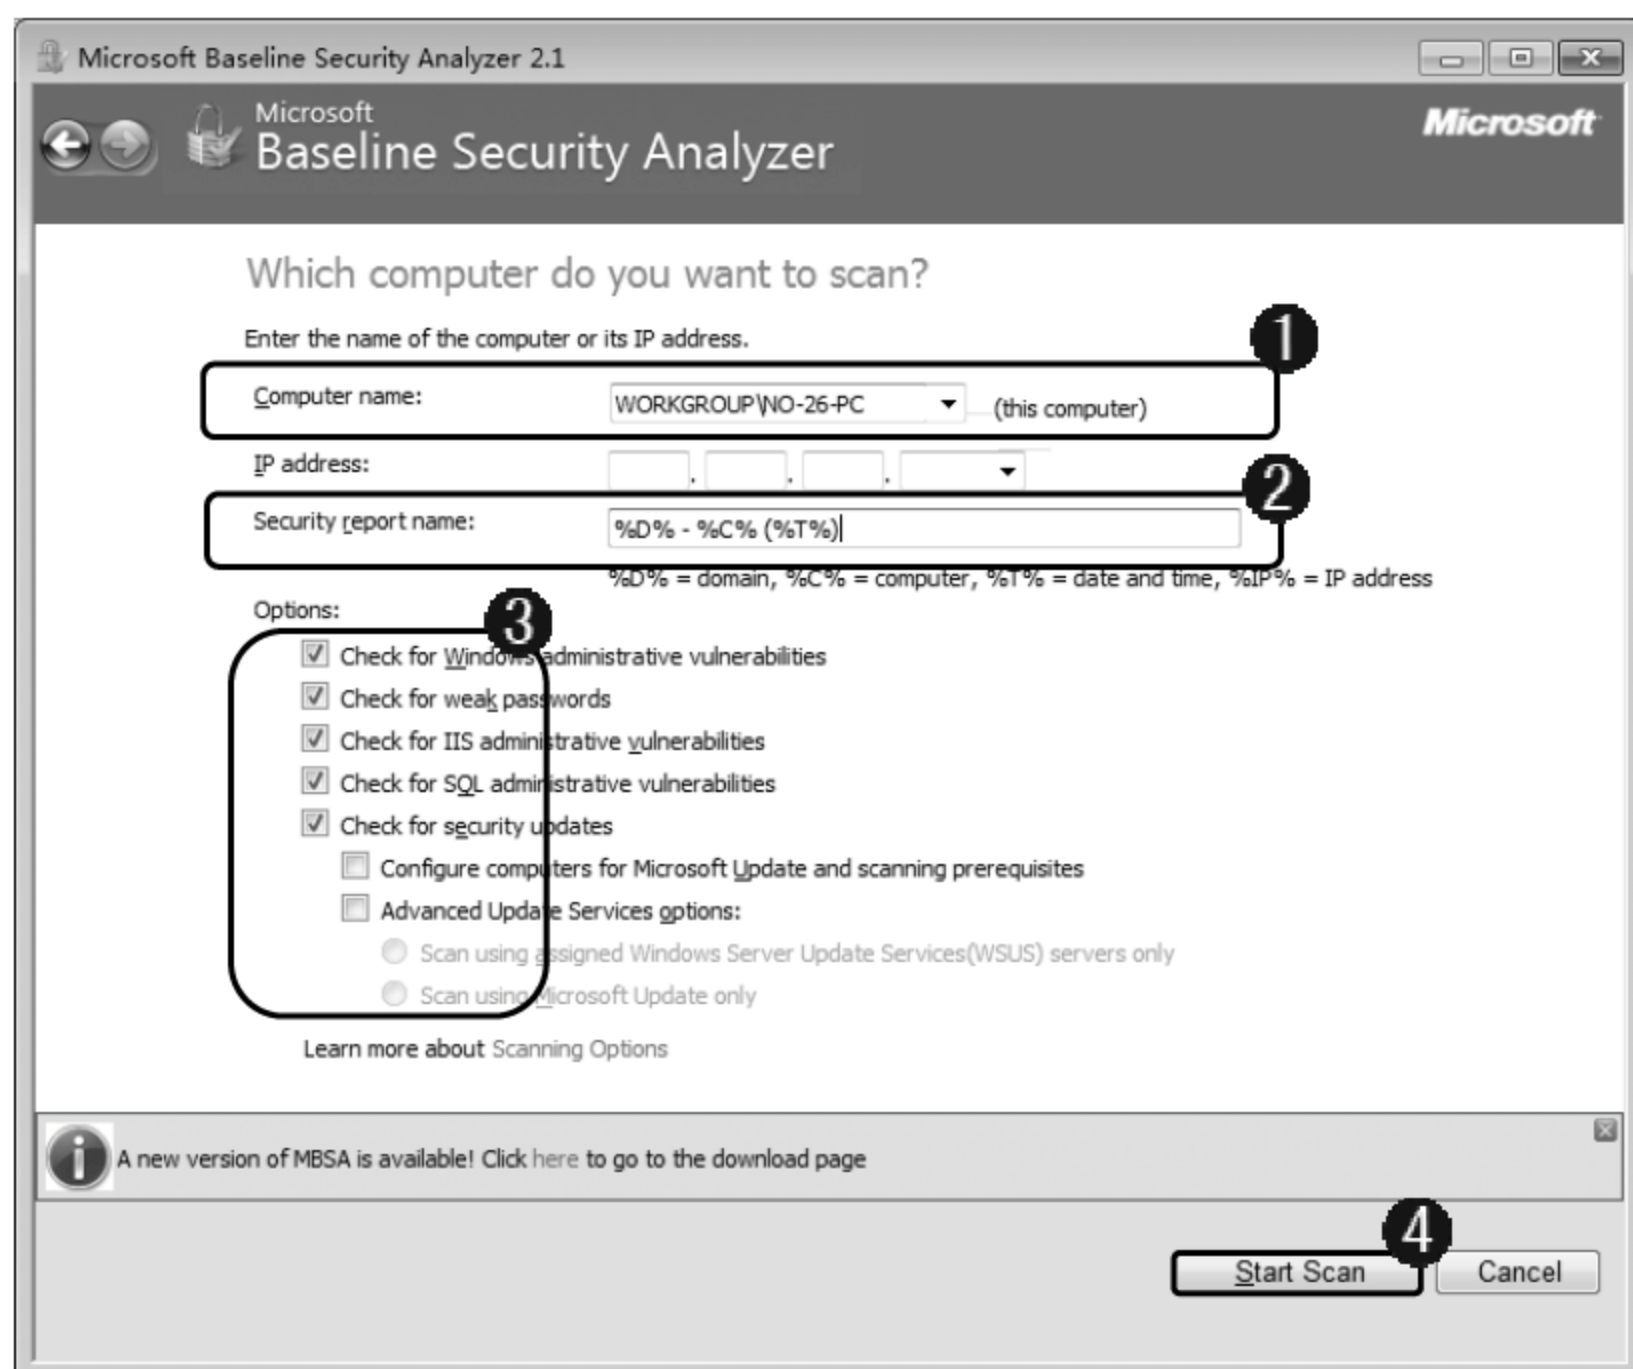 Microsoft Baseline Security Analyzer 2.1
Microsoft
Baseline Security Analyzer
Microsoft
Which computer do you want to scan?
Enter the name of the computer or its IP address.
1
Computer name: WORKGROUP\NO-26-PC (this computer)
IP address: . . .
2
Security report name: %D% - %C% (%T%)
%D% = domain, %C% = computer, %T% = date and time, %IP% = IP address
Options:
3
Check for Windows administrative vulnerabilities
Check for weak passwords
Check for IIS administrative vulnerabilities
Check for SQL administrative vulnerabilities
Check for security updates
Configure computers for Microsoft Update and scanning prerequisites
Advanced Update Services options:
Scan using assigned Windows Server Update Services(WSUS) servers only
Scan using Microsoft Update only
Learn more about Scanning Options
A new version of MBSA is available! Click here to go to the download page
4
Start Scan Cancel